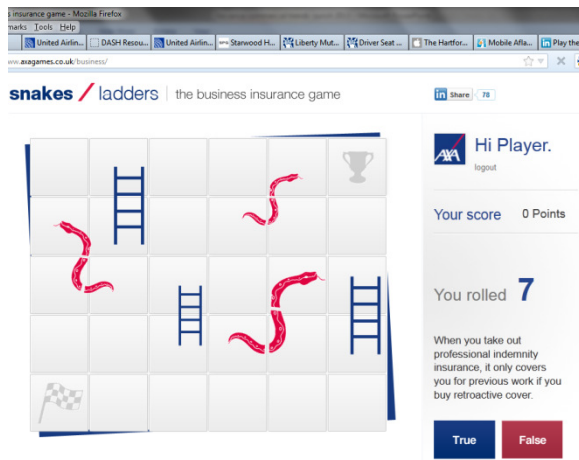 s insurance game - Mozilla Firefox
marks Tools Help
United Airlin... DASH Resou... United Airlin... Starwood H... Liberty Mut... Driver Seat ... The Hartfor... Mobile Afla... Play the
ww.axagames.co.uk/business/
snakes / ladders | the business insurance game
in Share 78
AXA
Hi Player.
logout
Your score 0 Points
You rolled 7
When you take out
professional indemnity
insurance, it only covers
you for previous work if you
buy retroactive cover.
True False